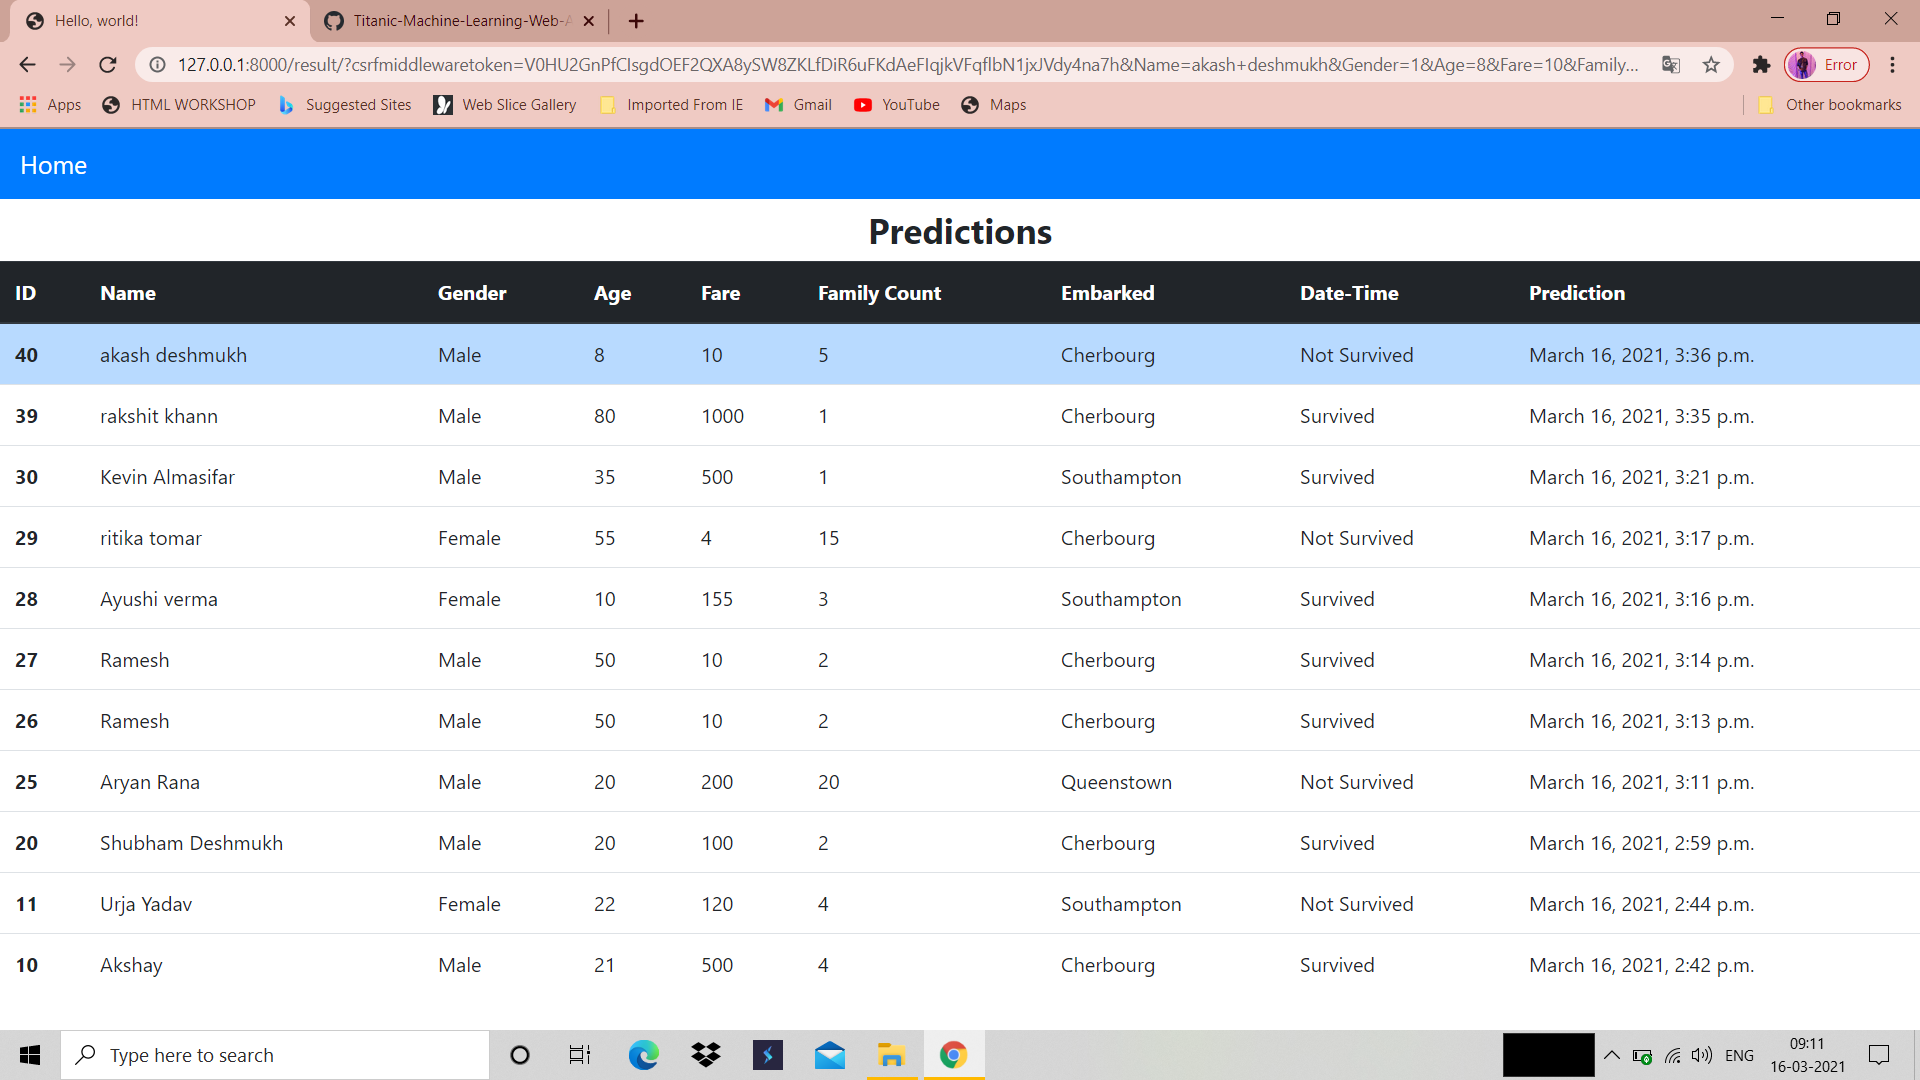 Hello, world!
Titanic-Machine-Learning-Web-A
127.0.0.1:8000/result/?csrfmiddlewaretoken=V0HU2GnPfCIsgdOEF2QXA8ySW8ZKLfDiR6uFKdAeFIqjkVFqflbN1jxJVdy4na7h&Name=akash+deshmukh&Gender=1&Age=8&Fare=10&Family... Error
Apps HTML WORKSHOP Suggested Sites Web Slice Gallery Imported From IE Gmail YouTube Maps Other bookmarks
Home
Predictions
ID Name Gender Age Fare Family Count Embarked Date-Time Prediction
40 akash deshmukh Male 8 10 5 Cherbourg Not Survived March 16, 2021, 3:36 p.m.
39 rakshit khann Male 80 1000 1 Cherbourg Survived March 16, 2021, 3:35 p.m.
30 Kevin Almasifar Male 35 500 1 Southampton Survived March 16, 2021, 3:21 p.m.
29 ritika tomar Female 55 4 15 Cherbourg Not Survived March 16, 2021, 3:17 p.m.
28 Ayushi verma Female 10 155 3 Southampton Survived March 16, 2021, 3:16 p.m.
27 Ramesh Male 50 10 2 Cherbourg Survived March 16, 2021, 3:14 p.m.
26 Ramesh Male 50 10 2 Cherbourg Survived March 16, 2021, 3:13 p.m.
25 Aryan Rana Male 20 200 20 Queenstown Not Survived March 16, 2021, 3:11 p.m.
20 Shubham Deshmukh Male 20 100 2 Cherbourg Survived March 16, 2021, 2:59 p.m.
11 Urja Yadav Female 22 120 4 Southampton Not Survived March 16, 2021, 2:44 p.m.
10 Akshay Male 21 500 4 Cherbourg Survived March 16, 2021, 2:42 p.m.
Type here to search
ENG
09:11
16-03-2021